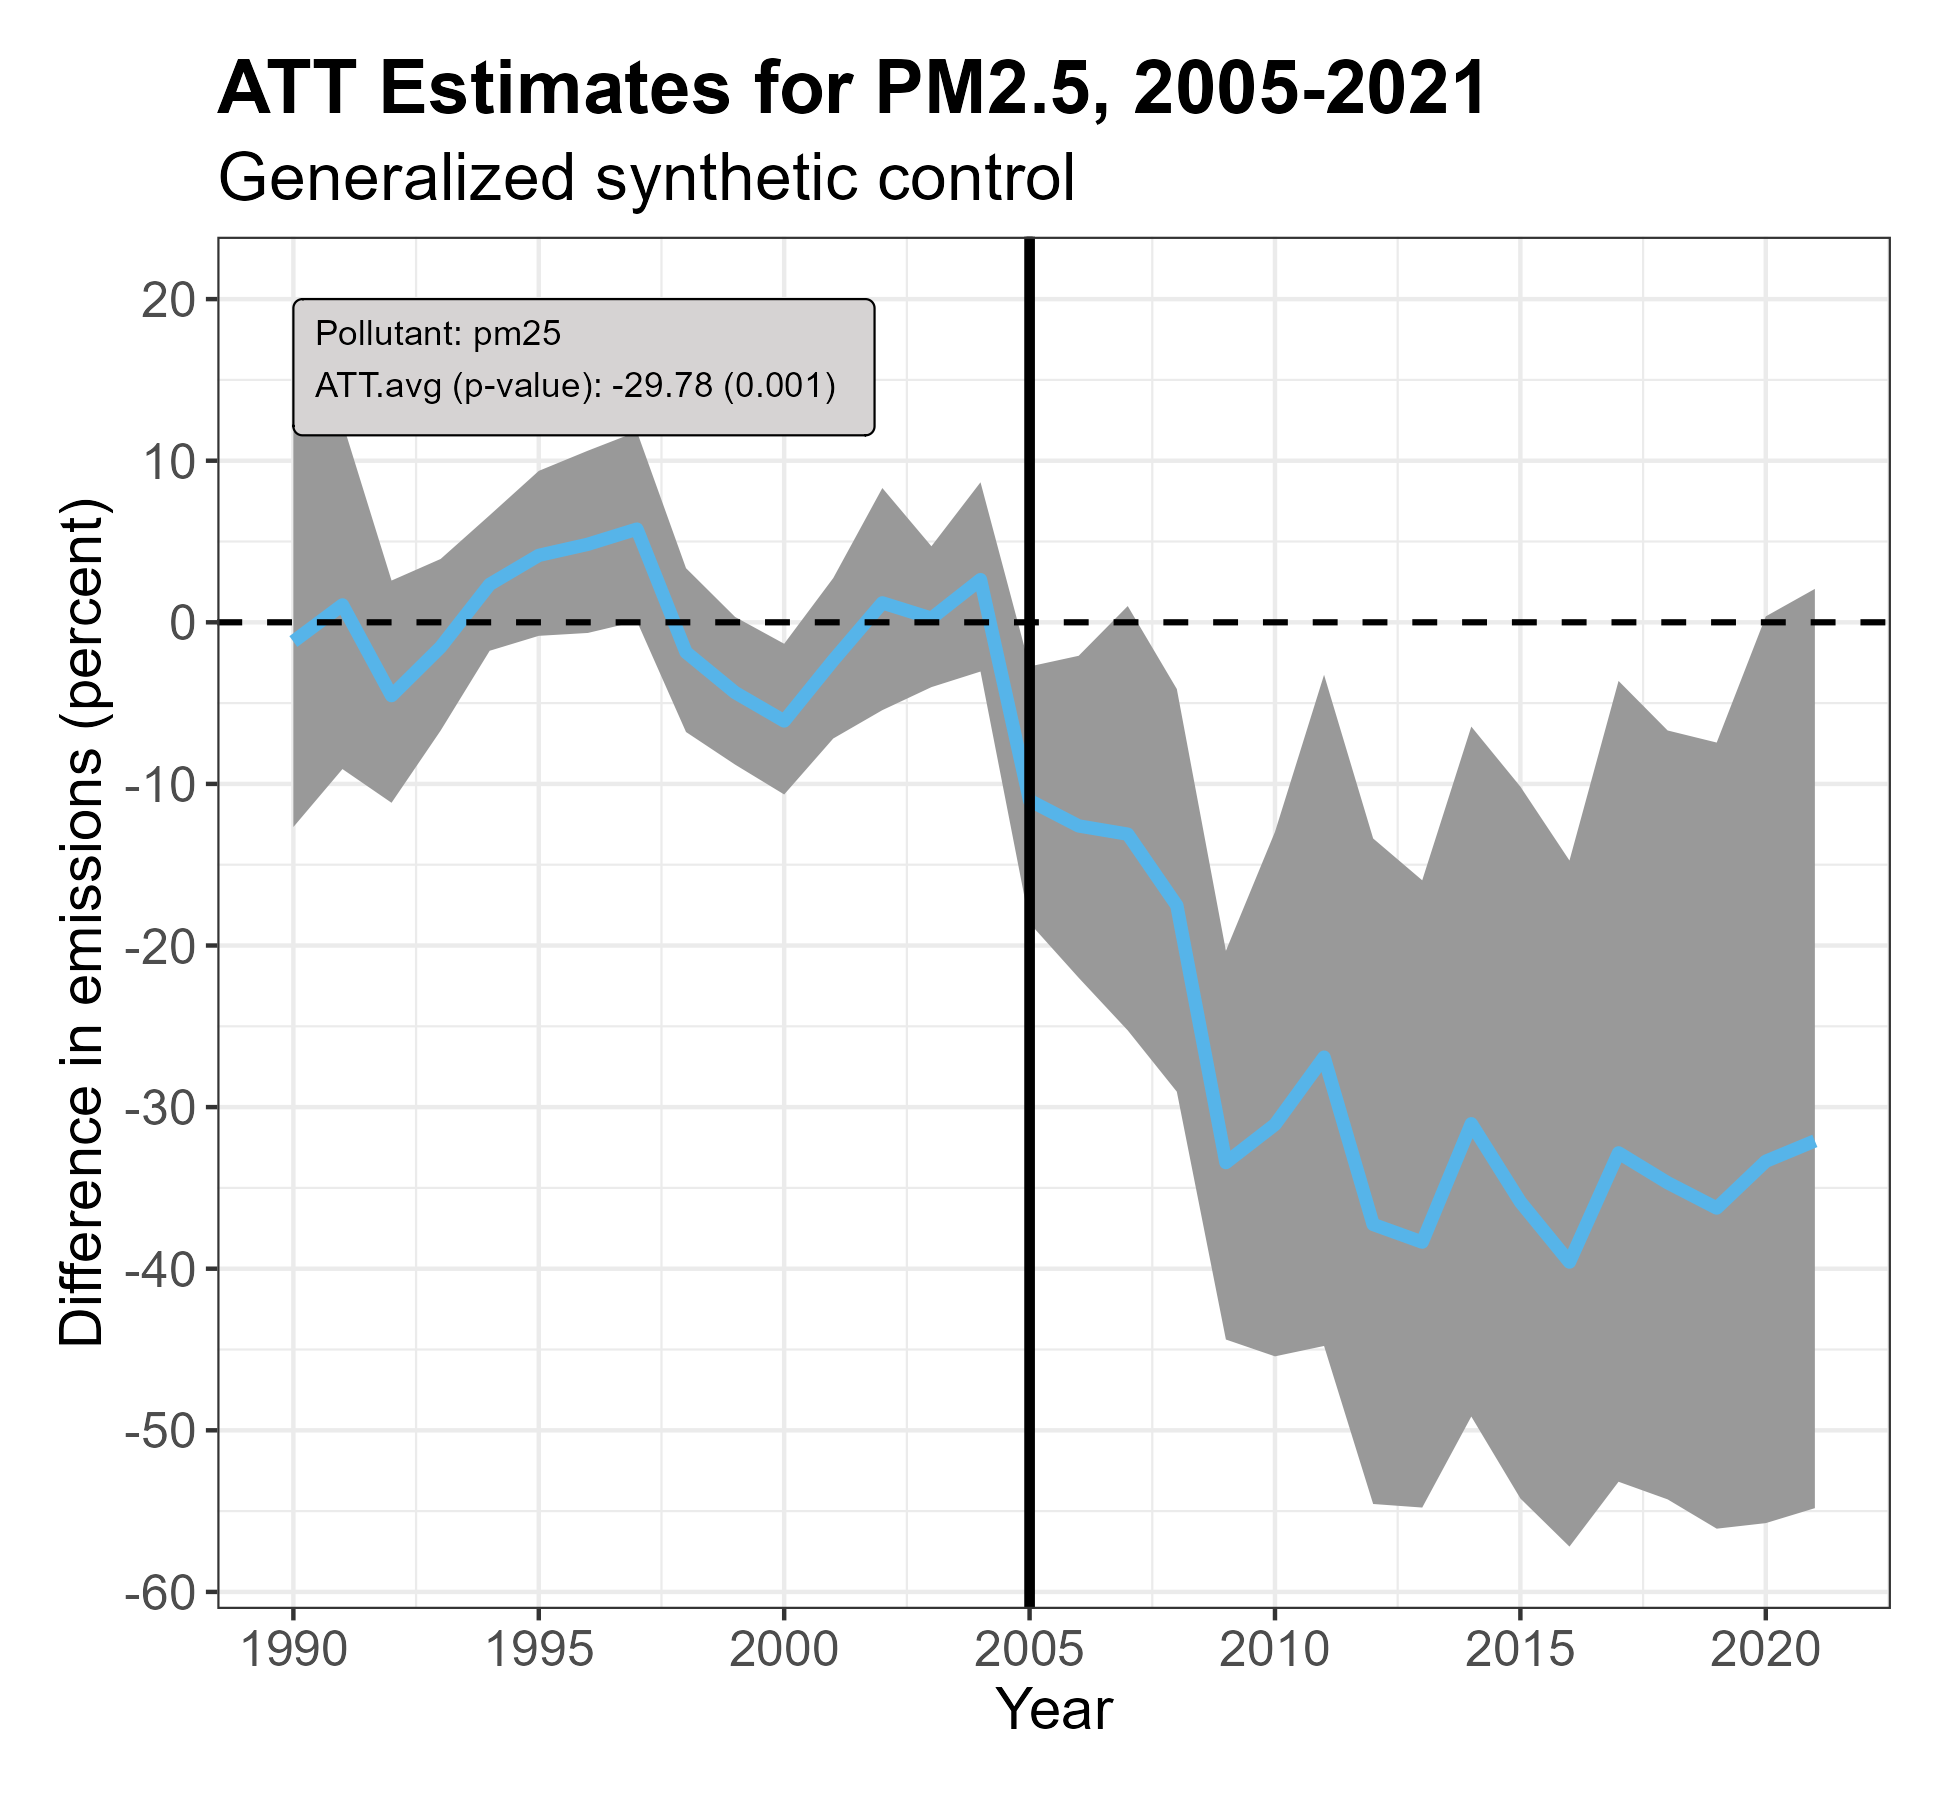 ATT Estimates for PM2.5, 2005-2021
Generalized synthetic control
Pollutant: pm25
ATT.avg (p-value): -29.78 (0.001)
Difference in emissions (percent)
20
10
0
-10
-20
-30
-40
-50
-60
1990 1995 2000 2005 2010 2015 2020
Year